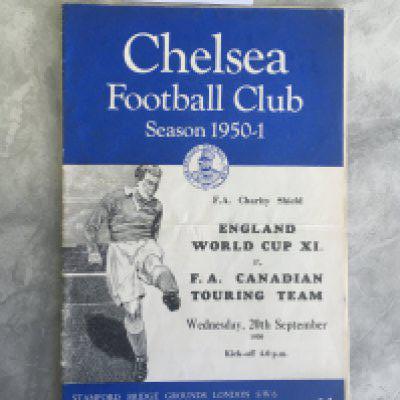 Chelsea
Football Club
Season 1950-1
F.A. Charity Shield
ENGLAND
WORLD CUP XI.
v.
F. A. CANADIAN
TOURING TEAM
Wednesday, 20th September
1950
Kick-off 4.0 p.m.
STAMFORD BRIDGE GROUNDS LONDON S.W.6